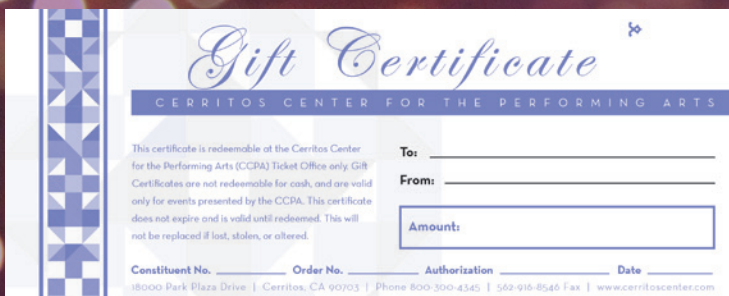 Gift Certificate
CERRITOS CENTER FOR THE PERFORMING ARTS
This certificate is redeemable at the Cerritos Center
for the Performing Arts (CCPA) Ticket Office only. Gift
Certificates are not redeemable for cash, and are valid
only for events presented by the CCPA. This certificate
does not expire and is valid until redeemed. This will
not be replaced if lost, stolen, or altered.
To:
From:
Amount:
Constituent No. Order No. Authorization Date
18000 Park Plaza Drive | Cerritos, CA 90703 | Phone 800-300-4345 | 562-916-8546 Fax | www.cerritoscenter.com